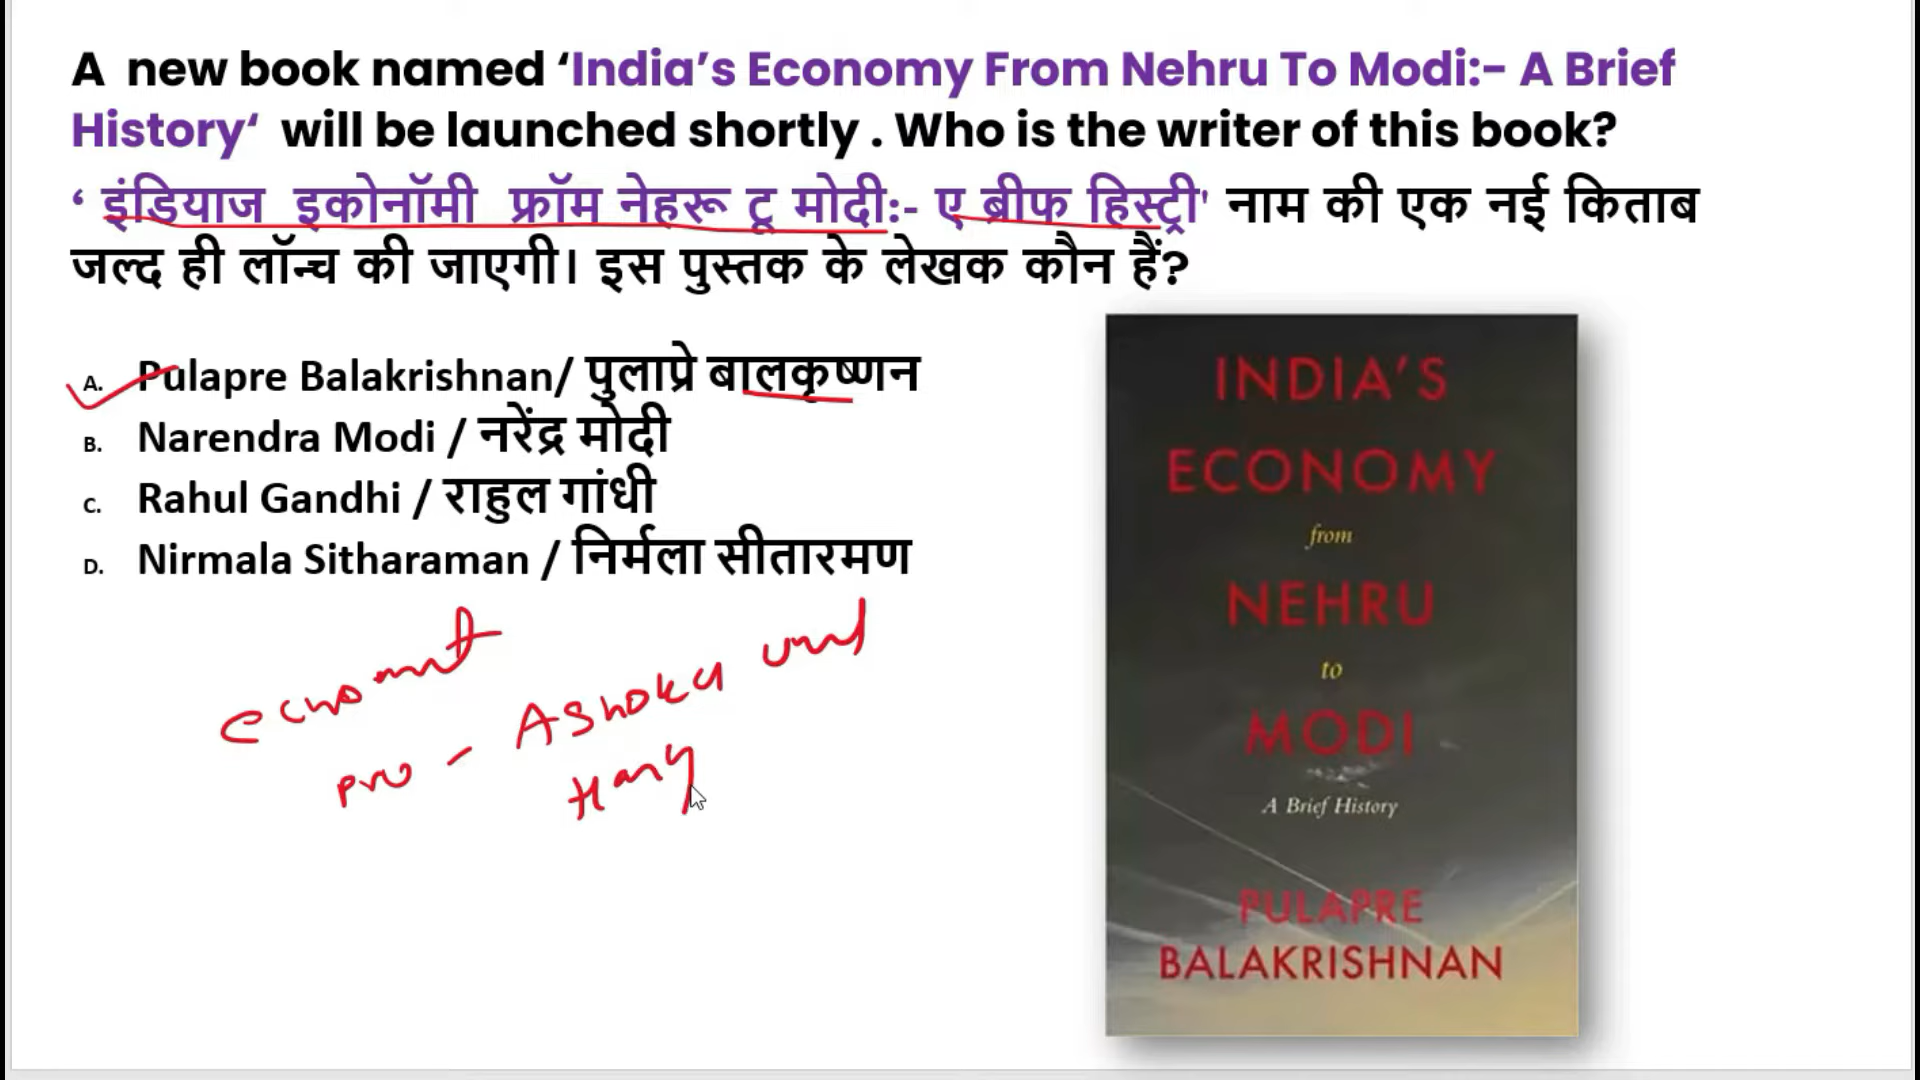 A new book named ‘India’s Economy From Nehru To Modi:- A Brief
History‘ will be launched shortly . Who is the writer of this book?
‘ इंडियाज इकोनॉमी फ्रॉम नेहरू टू मोदी:- ए ब्रीफ हिस्ट्री' नाम की एक नई किताब
जल्द ही लॉन्च की जाएगी। इस पुस्तक के लेखक कौन हैं?
A. Pulapre Balakrishnan/ पुलाप्रे बालकृष्णन
B. Narendra Modi / नरेंद्र मोदी
C. Rahul Gandhi / राहुल गांधी
D. Nirmala Sitharaman / निर्मला सीतारमण
Pro - Ashoka
INDIA’S
ECONOMY
from
NEHRU
to
MODI
A Brief History
PULAPRE
BALAKRISHNAN